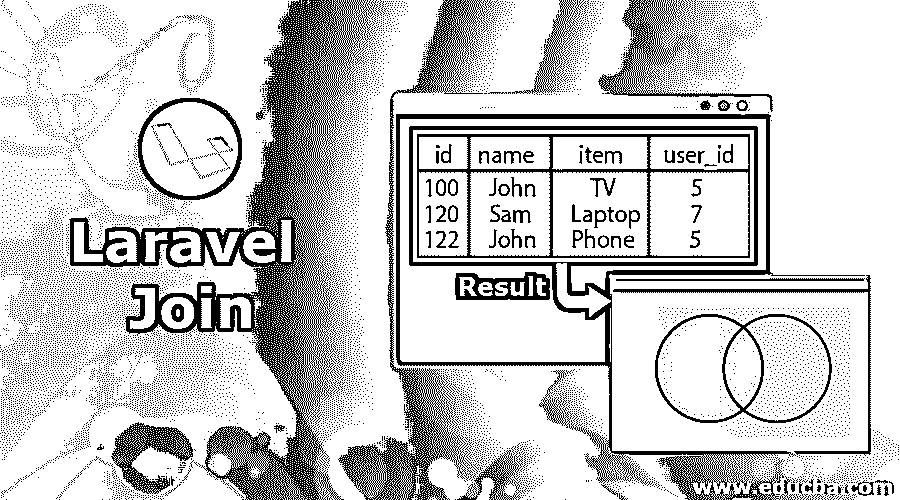 Laravel
Join
id name item user_id
100 John TV 5
120 Sam Laptop 7
122 John Phone 5
Result
www.educba.com